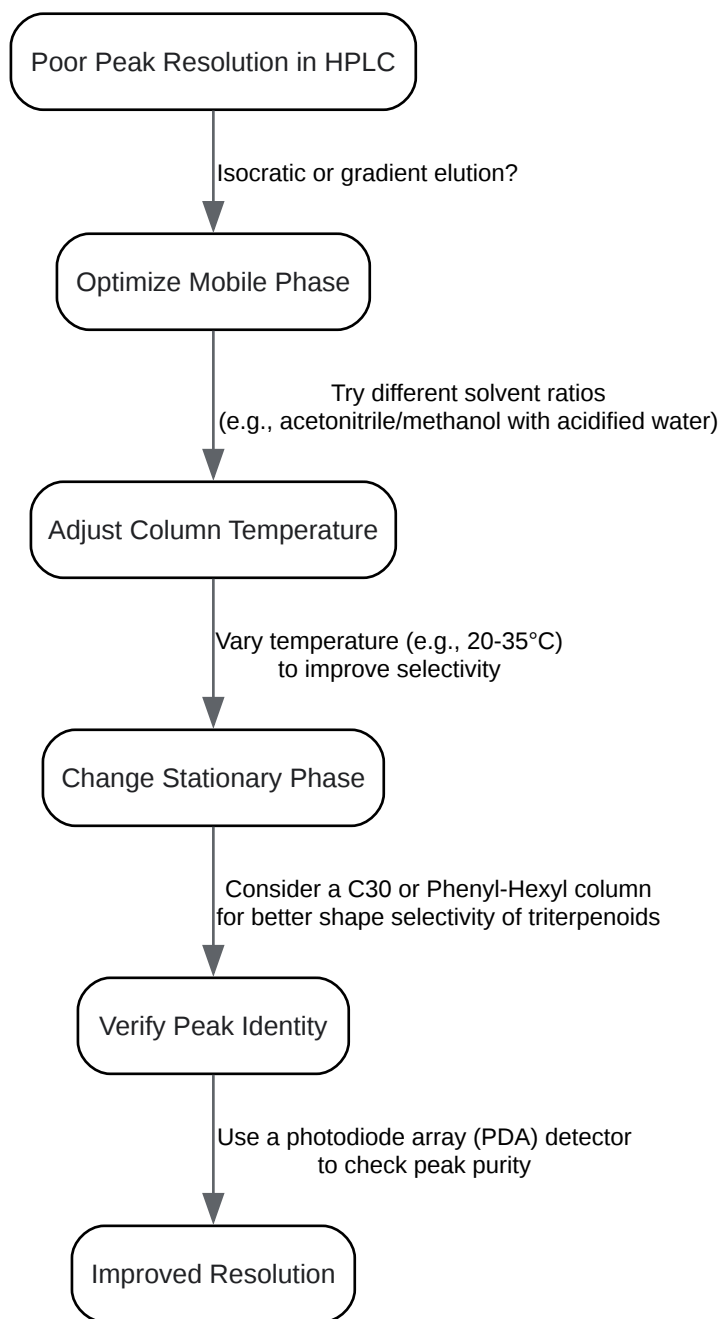 Poor Peak Resolution in HPLC
Isocratic or gradient elution?
Optimize Mobile Phase
Try different solvent ratios
(e.g., acetonitrile/methanol with acidified water)
Adjust Column Temperature
Vary temperature (e.g., 20-35°C)
to improve selectivity
Change Stationary Phase
Consider a C30 or Phenyl-Hexyl column
for better shape selectivity of triterpenoids
Verify Peak Identity
Use a photodiode array (PDA) detector
to check peak purity
Improved Resolution